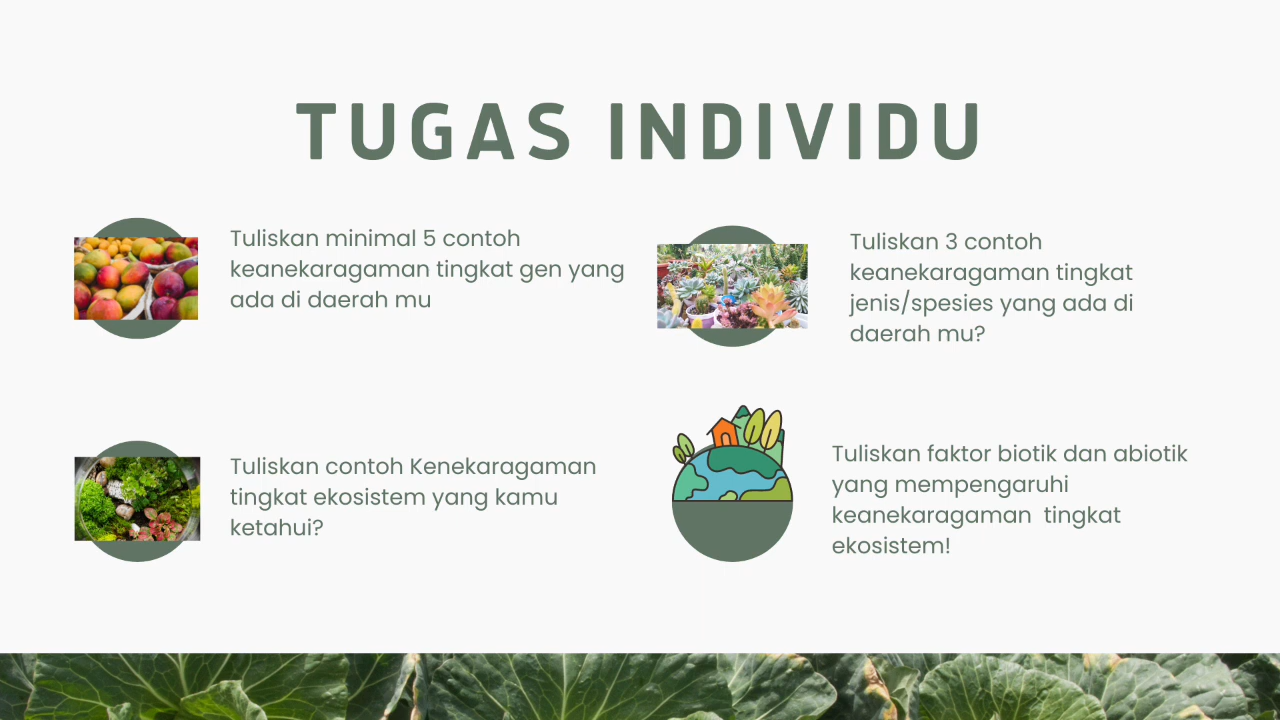 TUGAS INDIVIDU
Tuliskan minimal 5 contoh
keanekaragaman tingkat gen yang
ada di daerah mu
Tuliskan 3 contoh
keanekaragaman tingkat
jenis/spesies yang ada di
daerah mu?
Tuliskan contoh Kenekaragaman
tingkat ekosistem yang kamu
ketahui?
Tuliskan faktor biotik dan abiotik
yang mempengaruhi
keanekaragaman  tingkat
ekosistem!